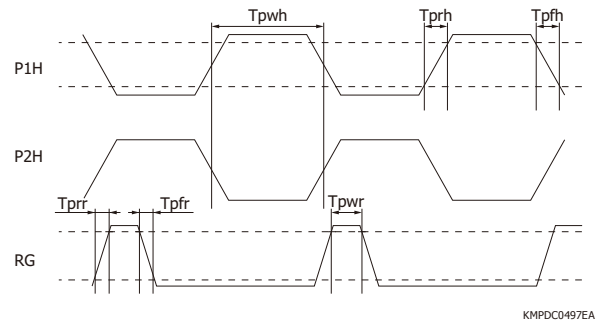 Tpwh Tprh Tpfh
P1H
P2H
Tprr Tpfr Tpwr
RG
KMPDC0497EA